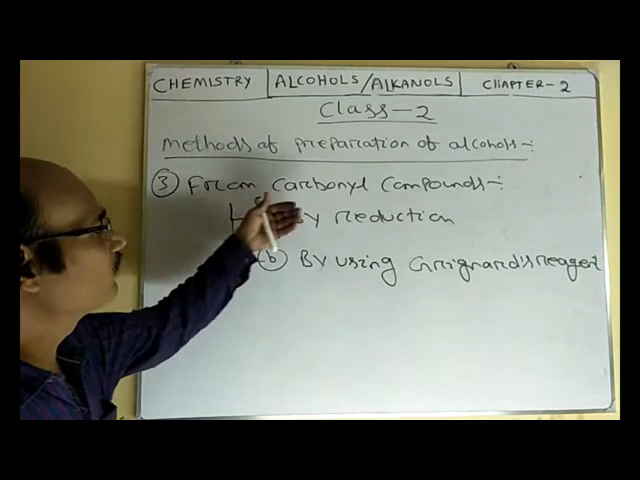 CHEMISTRY ALCOHOLS/ALKANOLS CHAPTER-2
Class-2
Methods of preparation of alcohols-:
③ From Carbonyl Compounds-:
By reduction
(b) By using Grignard's reagent